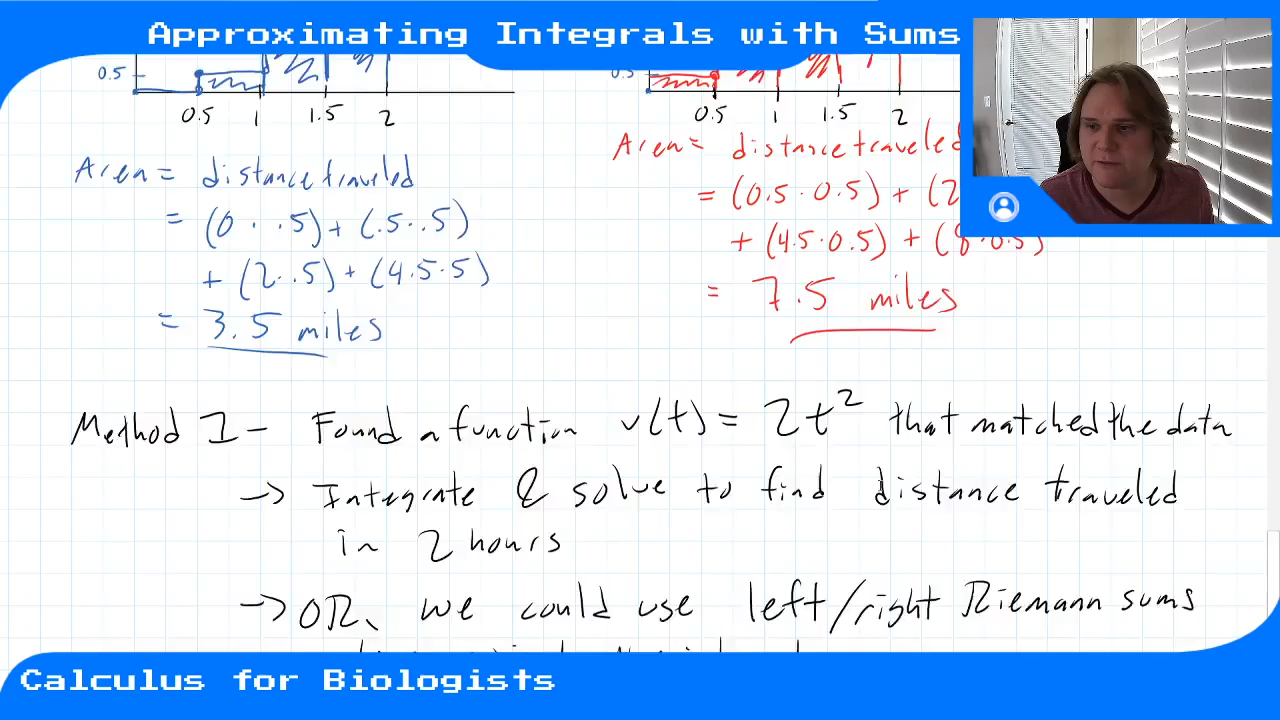 Approximating Integrals with Sums
0.5
0.5 1 1.5 2
Area = distance traveled
= (0 · .5) + (.5 · .5)
+ (2 · .5) + (4.5 · 5)
= 3.5 miles
0.5
0.5 1 1.5 2
Area = distance traveled
= (0.5 · 0.5) + (2
+ (4.5 · 0.5) + (8 · 0.5)
= 7.5 miles
Method 1 - Found a function v(t) = 2t² that matched the data
→ Integrate & solve to find distance traveled
in 2 hours
→ OR, we could use left/right Riemann sums
Calculus for Biologists